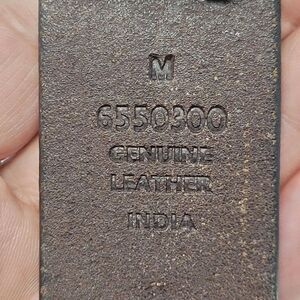 M
6550300
GENUINE
LEATHER
INDIA